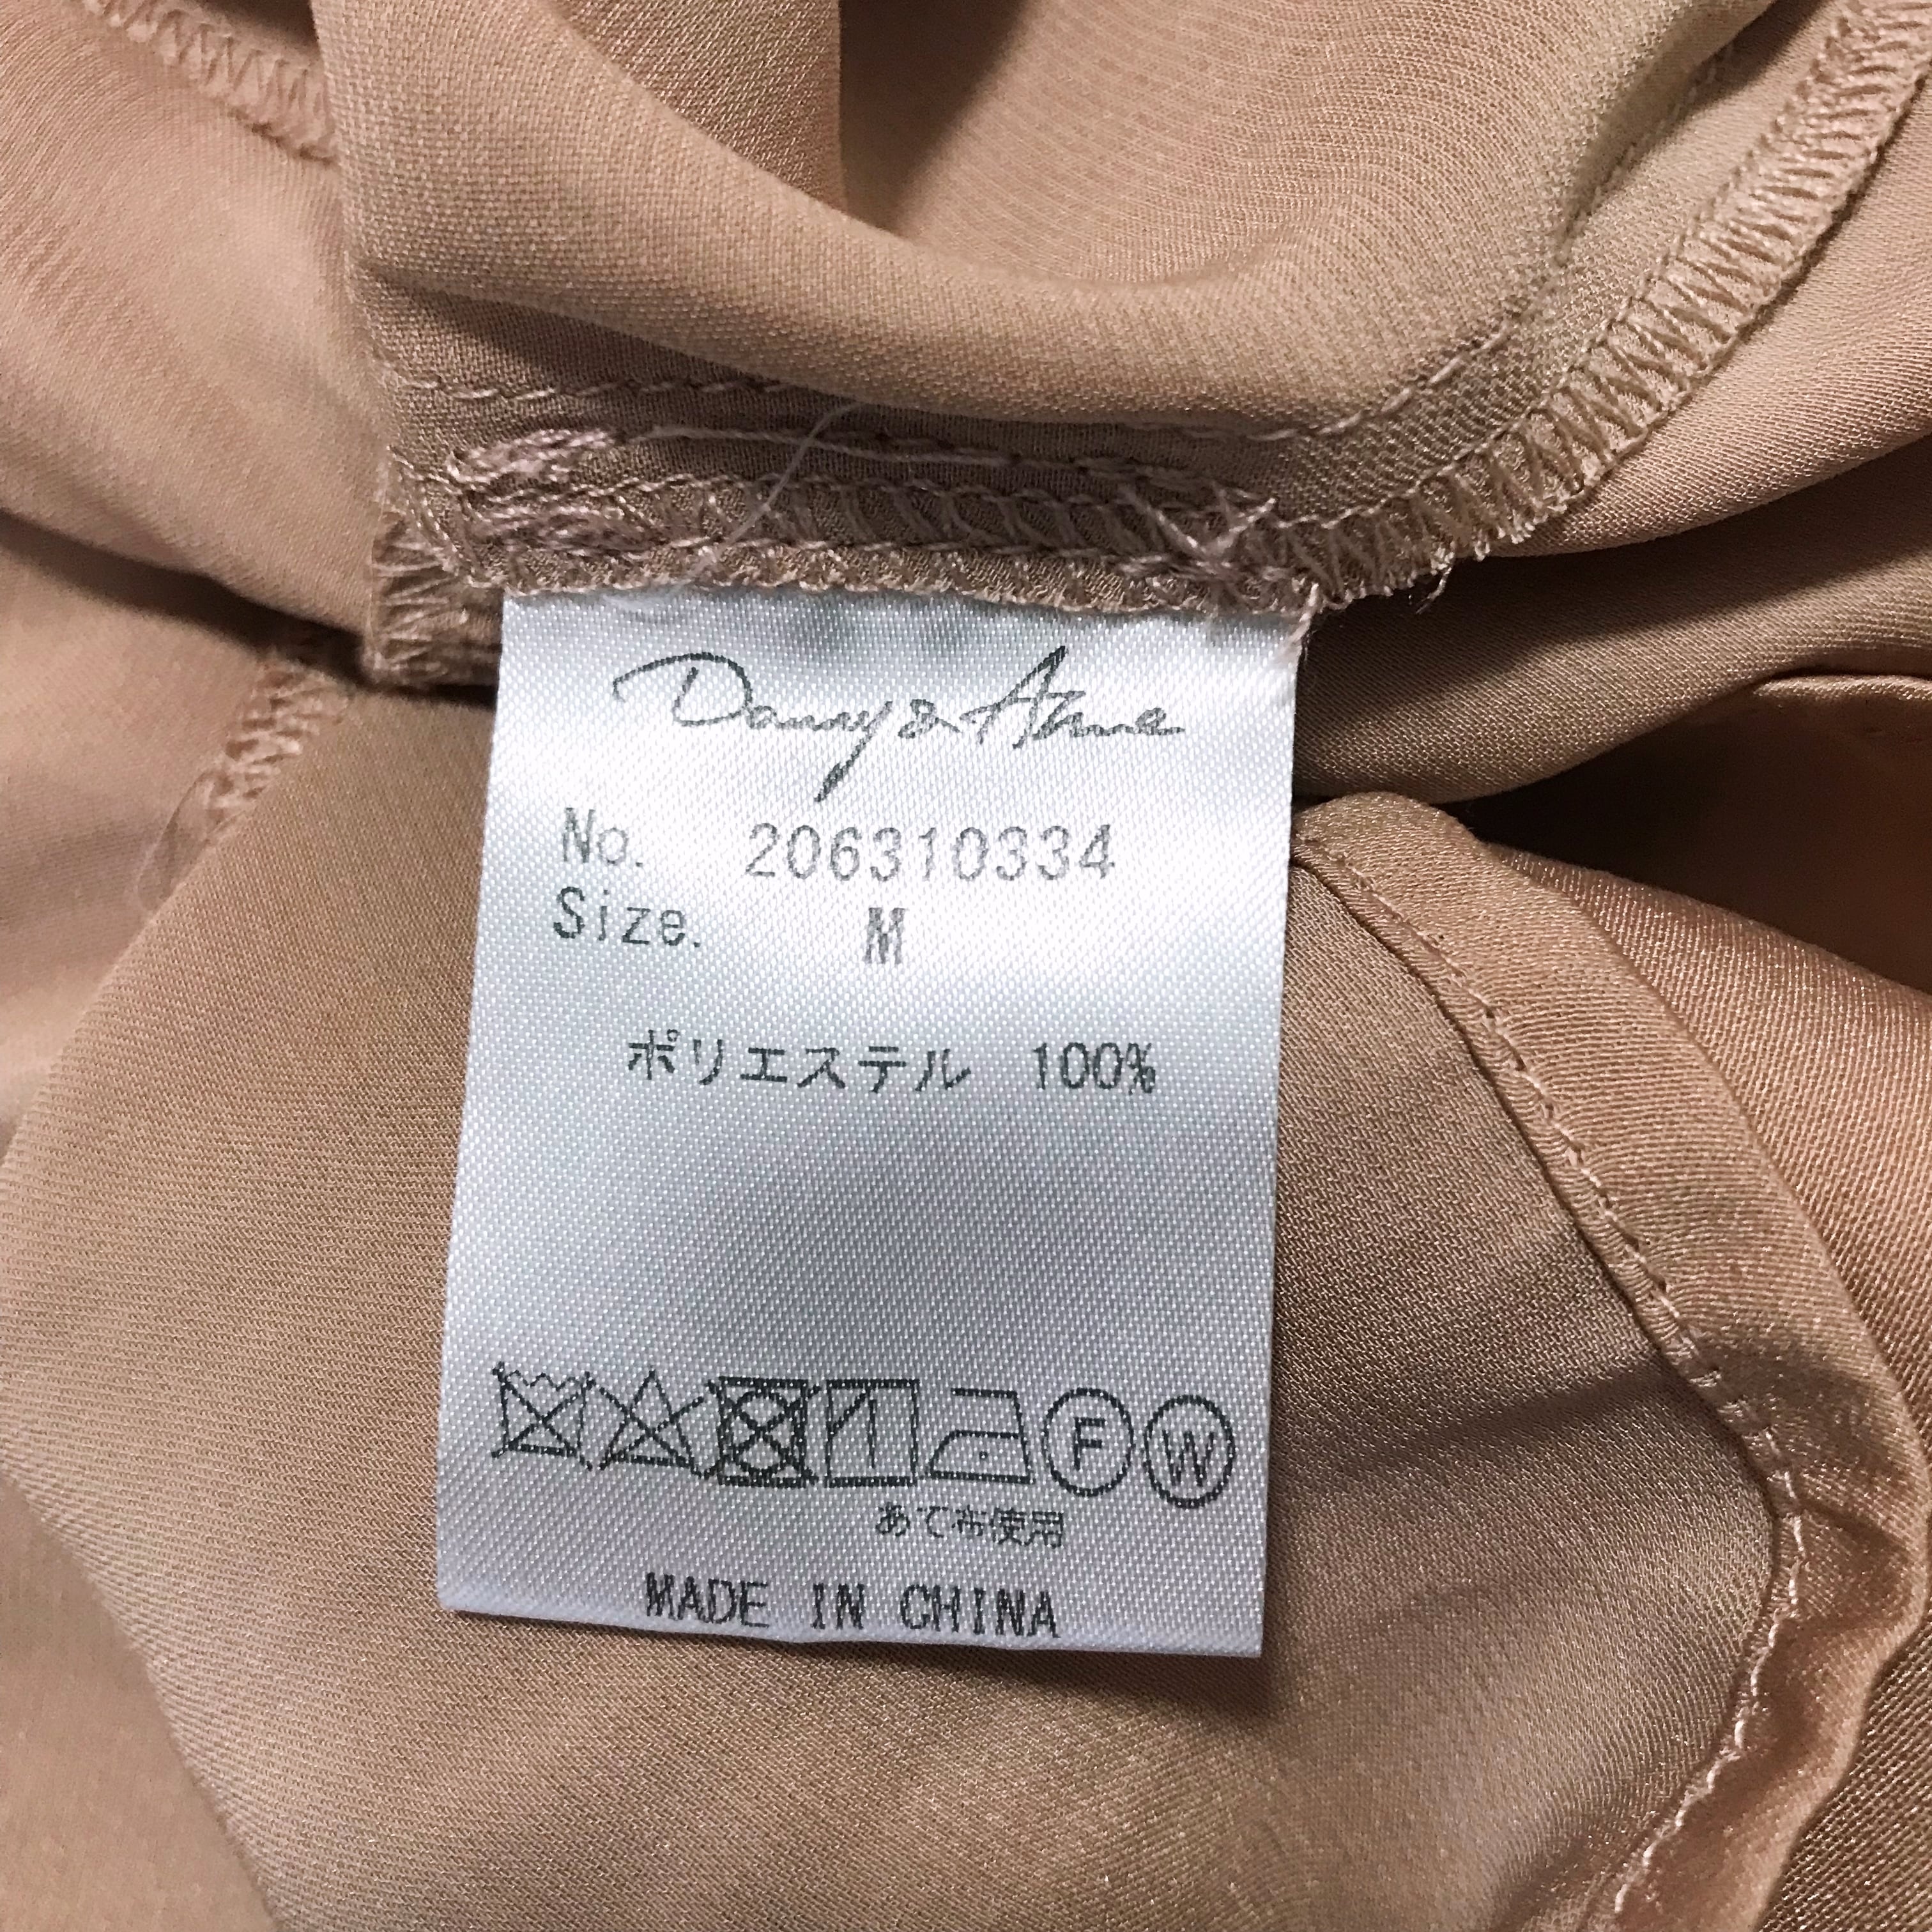 Danny & Anne
No. 206310334
Size. M
ポリエステル 100%
F W
あて布使用
MADE IN CHINA